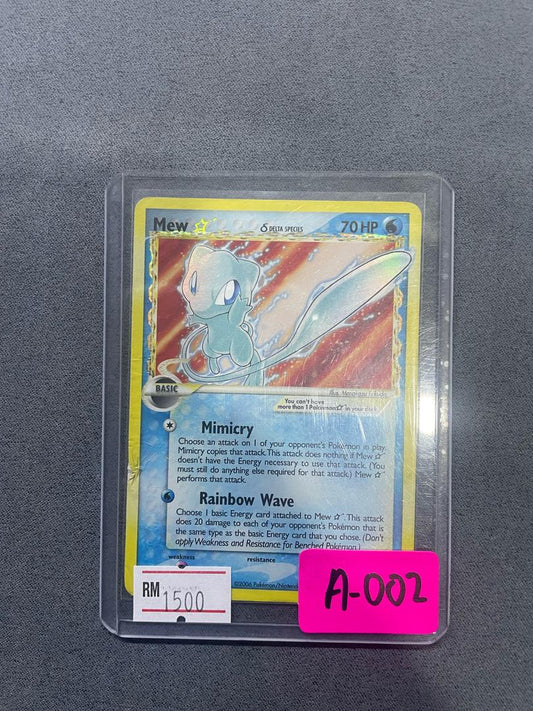 Mew ☆ δ DELTA SPECIES 70 HP
BASIC
You can't have
more than 1 Pokémon ☆ in your deck.
Mimicry
Choose an attack on 1 of your opponent's Pokémon in play.
Mimicry copies that attack. This attack does nothing if Mew ☆
doesn't have the Energy necessary to use that attack. (You
must still do anything else required for that attack.) Mew ☆
performs that attack.
Rainbow Wave
Choose 1 basic Energy card attached to Mew ☆. This attack
does 20 damage to each of your opponent's Pokémon that is
the same type as the basic Energy card that you chose. (Don't
apply Weakness and Resistance for Benched Pokémon.)
weakness resistance
©2006 Pokémon/Nintendo
RM 1500
A-002